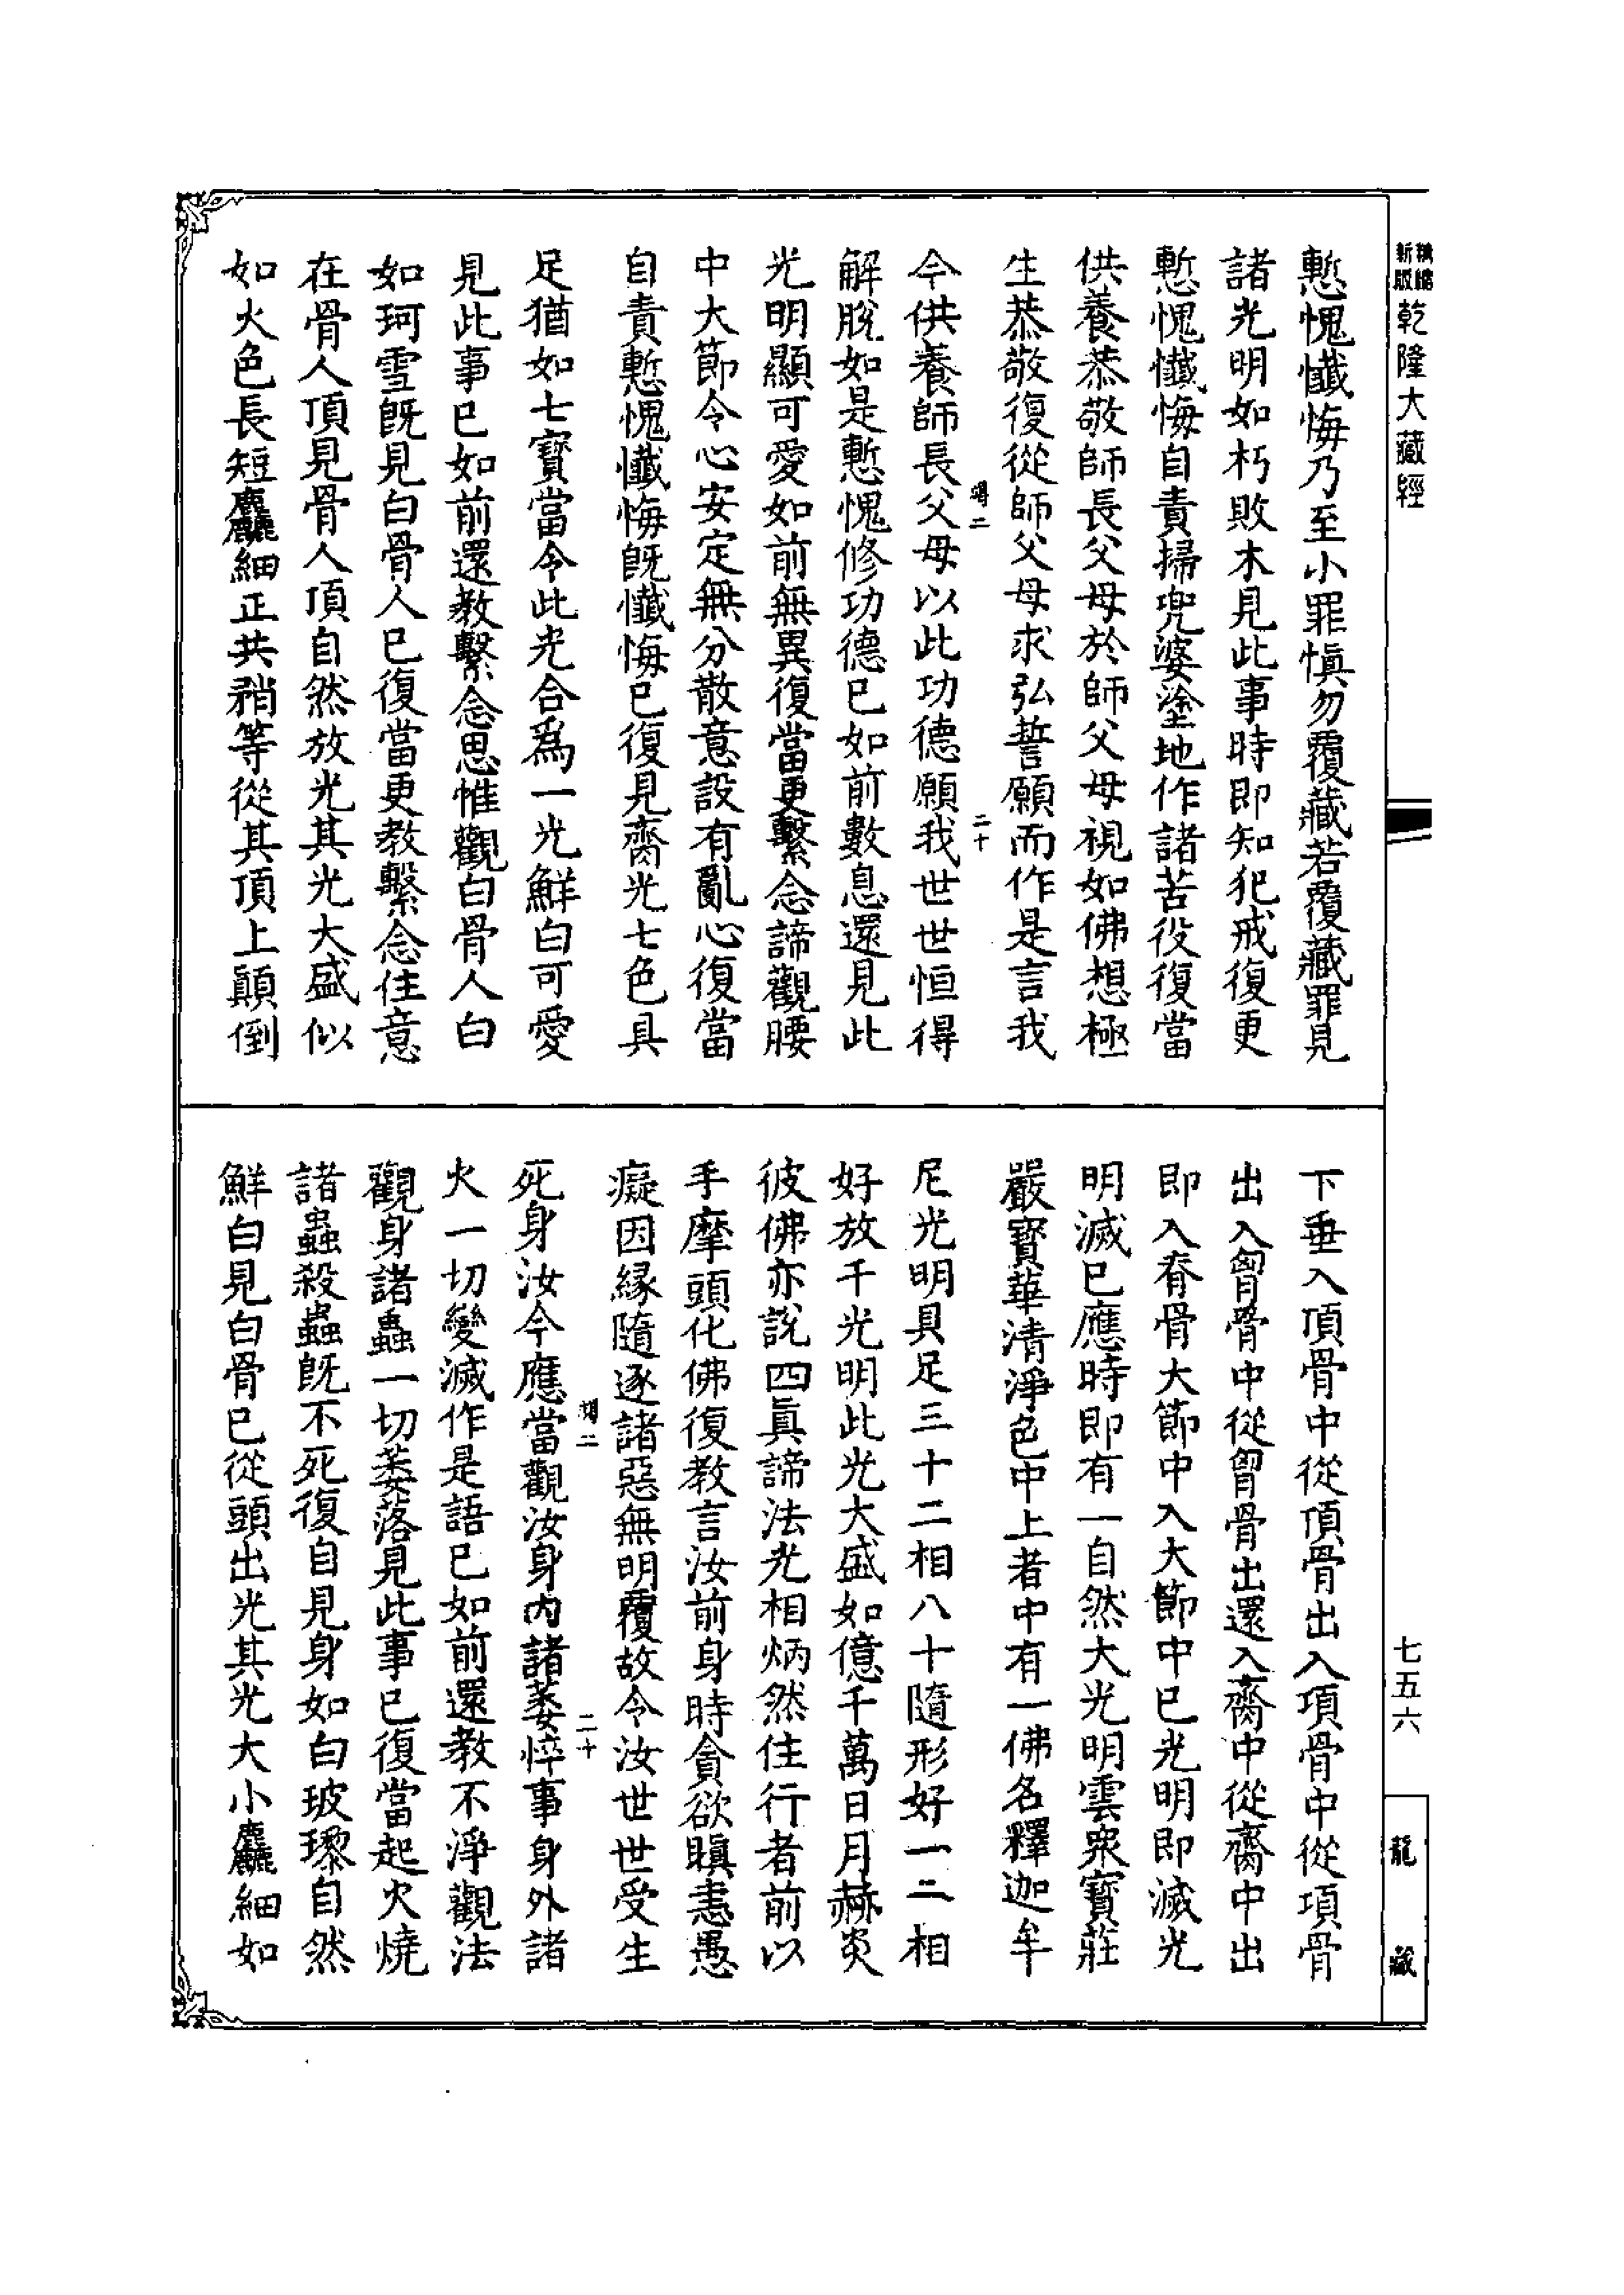 精縮
新版
乾隆大藏經
慙愧懺悔乃至小罪愼勿覆藏若覆藏罪見
諸光明如朽敗木見此事時即知犯戒復更
慙愧懺悔自責掃兜婆塗地作諸苦役復當
供養恭敬師長父母於師父母視如佛想極
生恭敬復從師父母求弘誓願而作是言我
今供養師長父母以此功德願我世世恒得
解脫如是慙愧修功德已如前數息還見此
光明顯可愛如前無異復當更繫念諦觀腰
中大節令心安定無分散意設有亂心復當
自責慙愧懺悔旣懺悔已復見齎光七色具
足猶如七寶當令此光合爲一光鮮白可愛
見此事已如前還教繫念思惟觀白骨人白
如珂雪旣見白骨人已復當更教繫念住意
在骨人頂見骨人頂自然放光其光大盛似
如火色長短麤細正共矟等從其頂上顚倒
二十
下垂入頂骨中從頂骨出入項骨中從項骨
出入胷骨中從胷骨出還入齎中從齎中出
即入脊骨大節中入大節中已光明即滅光
明滅已應時即有一自然大光明雲衆寶莊
嚴寶華清淨色中上者中有一佛名釋迦牟
尼光明具足三十二相八十隨形好一一相
好放千光明此光大盛如億千萬日月赫炎
彼佛亦說四眞諦法光相炳然住行者前以
手摩頭化佛復教言汝前身時貪欲瞋恚愚
癡因緣隨逐諸惡無明覆故令汝世世受生
死身汝今應當觀汝身內諸萎悴事身外諸
火一切變滅作是語已如前還教不淨觀法
觀身諸蟲一切萎落見此事已復當起火燒
諸蟲殺蟲旣不死復自見身如白玻瓈自然
鮮白見白骨已從頭出光其光大小麤細如
二十
七五六
龍藏